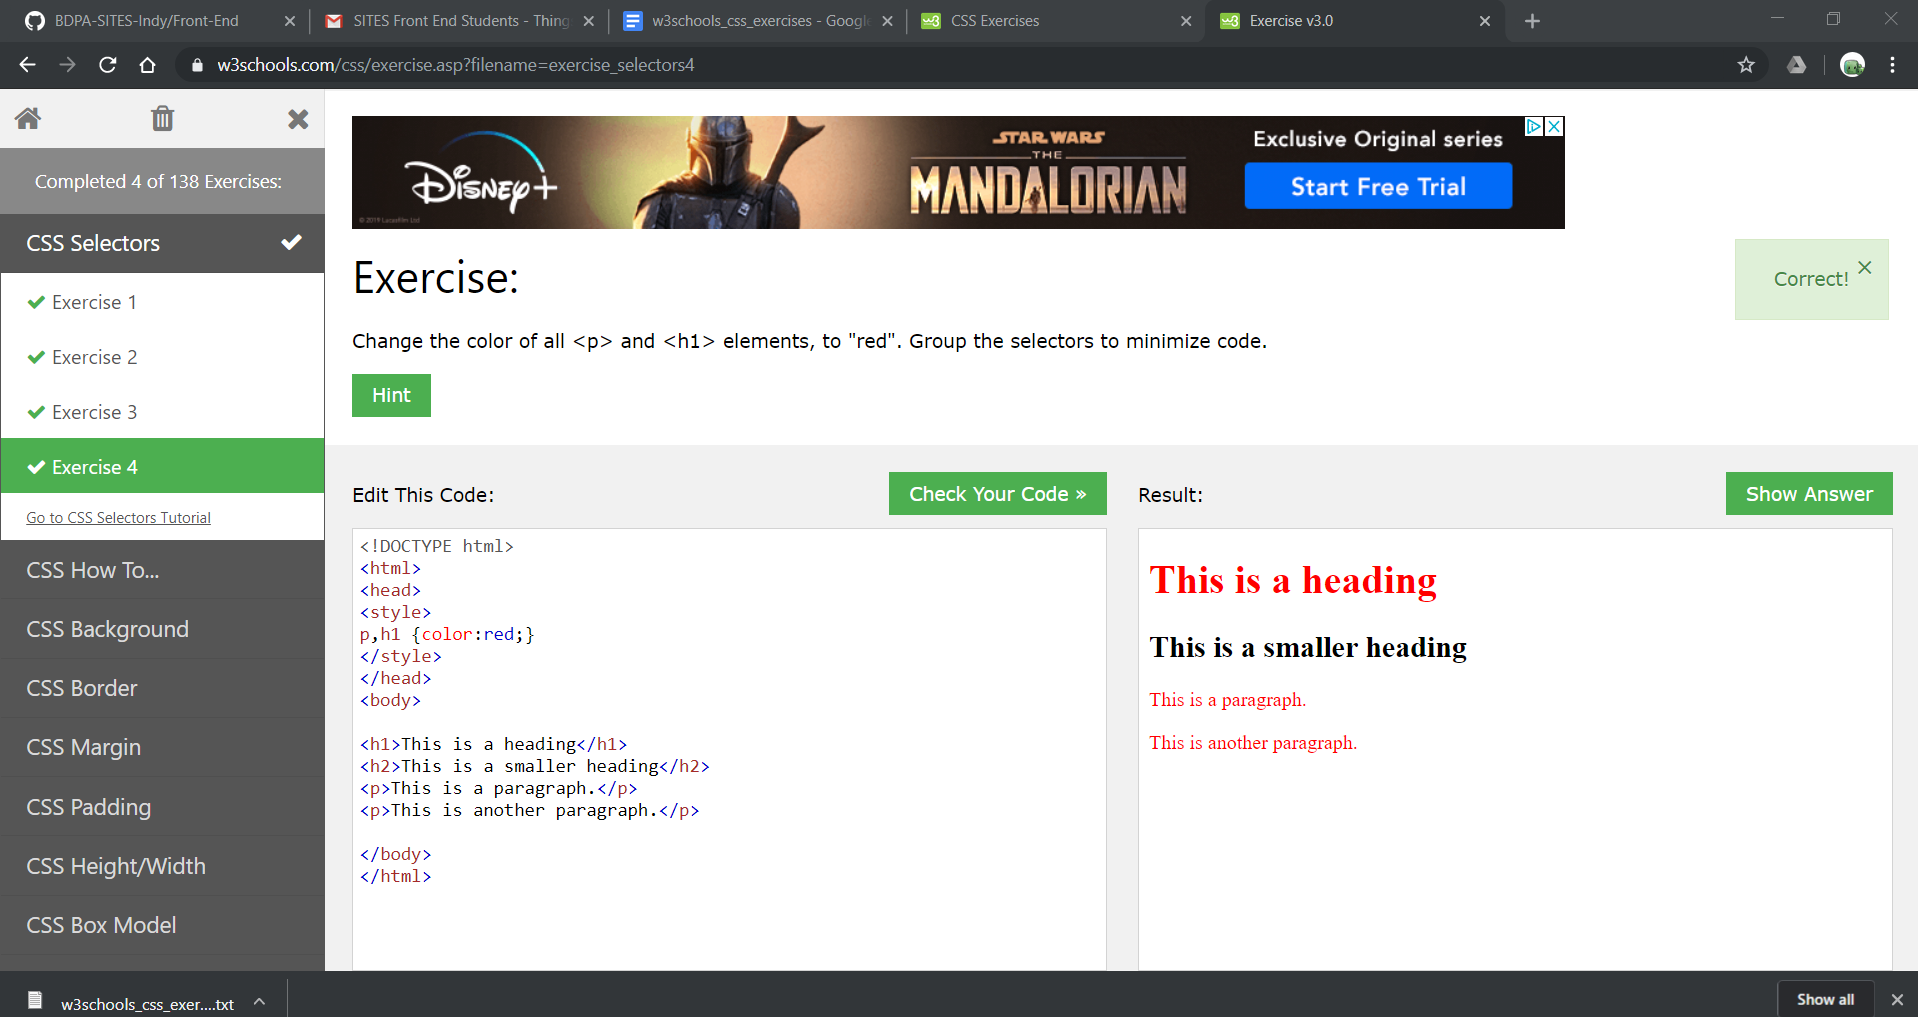 BDPA-SITES-Indy/Front-End
SITES Front End Students - Thing
w3schools_css_exercises - Google
CSS Exercises
Exercise v3.0
w3schools.com/css/exercise.asp?filename=exercise_selectors4
Completed 4 of 138 Exercises:
CSS Selectors
Exercise 1
Exercise 2
Exercise 3
Exercise 4
Go to CSS Selectors Tutorial
CSS How To...
CSS Background
CSS Border
CSS Margin
CSS Padding
CSS Height/Width
CSS Box Model
DISNEY+
© 2019 Lucasfilm Ltd
STAR WARS
THE
MANDALORIAN
Exclusive Original series
Start Free Trial
Exercise:
Correct!
Change the color of all <p> and <h1> elements, to "red". Group the selectors to minimize code.
Hint
Edit This Code:
Check Your Code »
<!DOCTYPE html>
<html>
<head>
<style>
p,h1 {color:red;}
</style>
</head>
<body>
<h1>This is a heading</h1>
<h2>This is a smaller heading</h2>
<p>This is a paragraph.</p>
<p>This is another paragraph.</p>
</body>
</html>
Result:
Show Answer
This is a heading
This is a smaller heading
This is a paragraph.
This is another paragraph.
w3schools_css_exer....txt
Show all